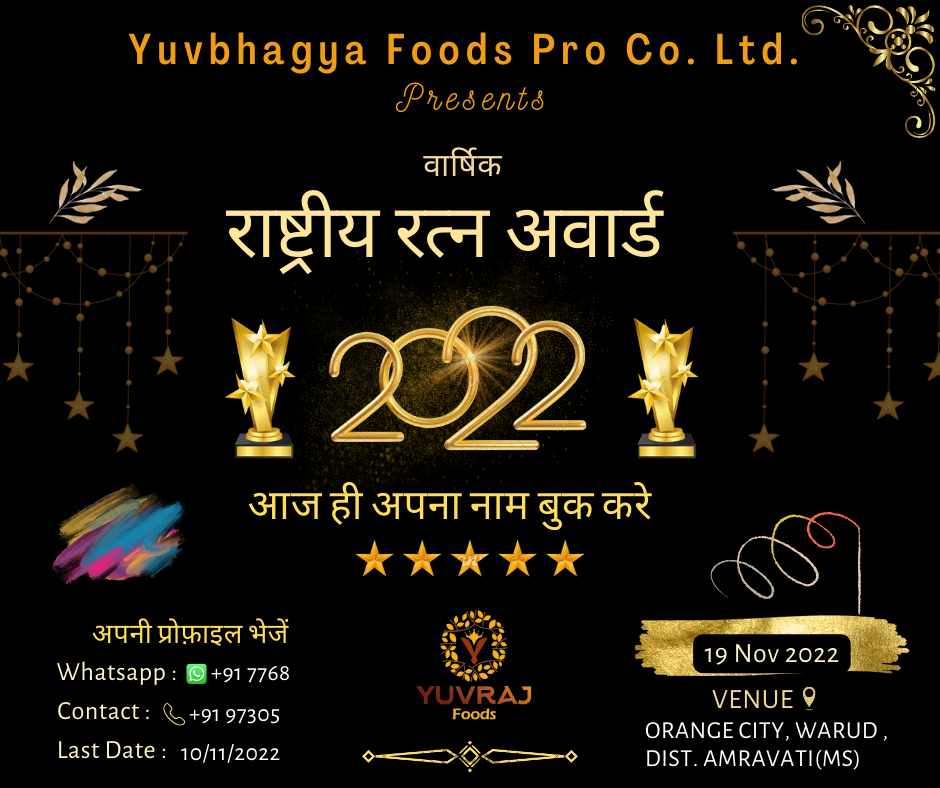 Yuvbhagya Foods Pro Co. Ltd.
Presents
वार्षिक
राष्ट्रीय रत्न अवार्ड
2022
आज ही अपना नाम बुक करे
अपनी प्रोफ़ाइल भेजें
Whatsapp : +91 7768
Contact : +91 97305
Last Date : 10/11/2022
Y
YUVRAJ
Foods
19 Nov 2022
VENUE
ORANGE CITY, WARUD ,
DIST. AMRAVATI(MS)